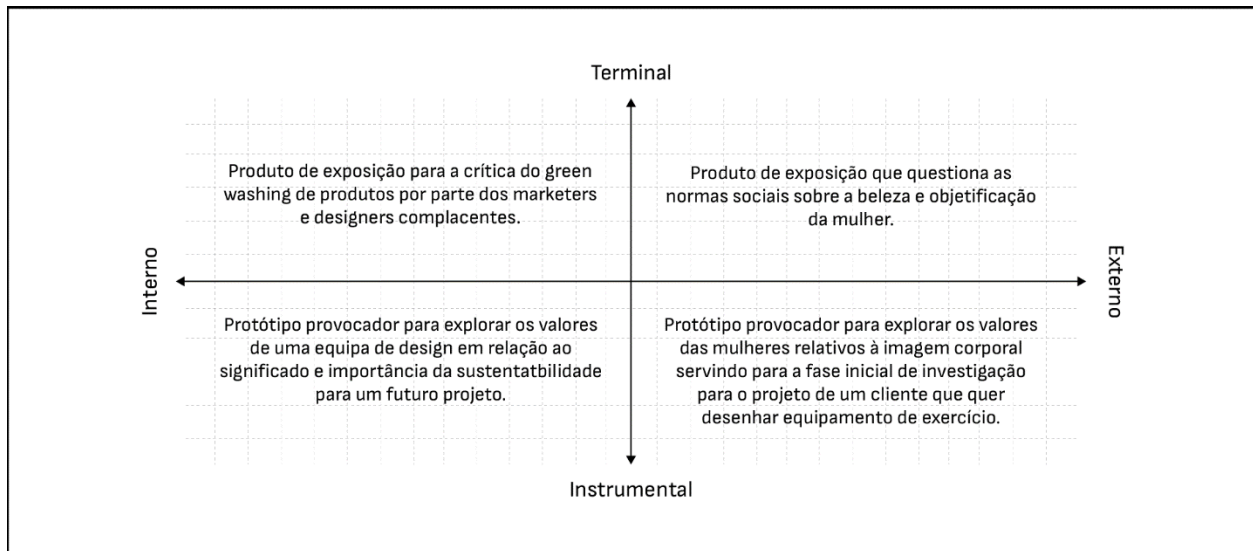 Terminal
Produto de exposição para a crítica do green
washing de produtos por parte dos marketers
e designers complacentes.
Produto de exposição que questiona as
normas sociais sobre a beleza e objetificação
da mulher.
Interno
Externo
Protótipo provocador para explorar os valores
de uma equipa de design em relação ao
significado e importância da sustentatbilidade
para um futuro projeto.
Protótipo provocador para explorar os valores
das mulheres relativos à imagem corporal
servindo para a fase inicial de investigação
para o projeto de um cliente que quer
desenhar equipamento de exercício.
Instrumental